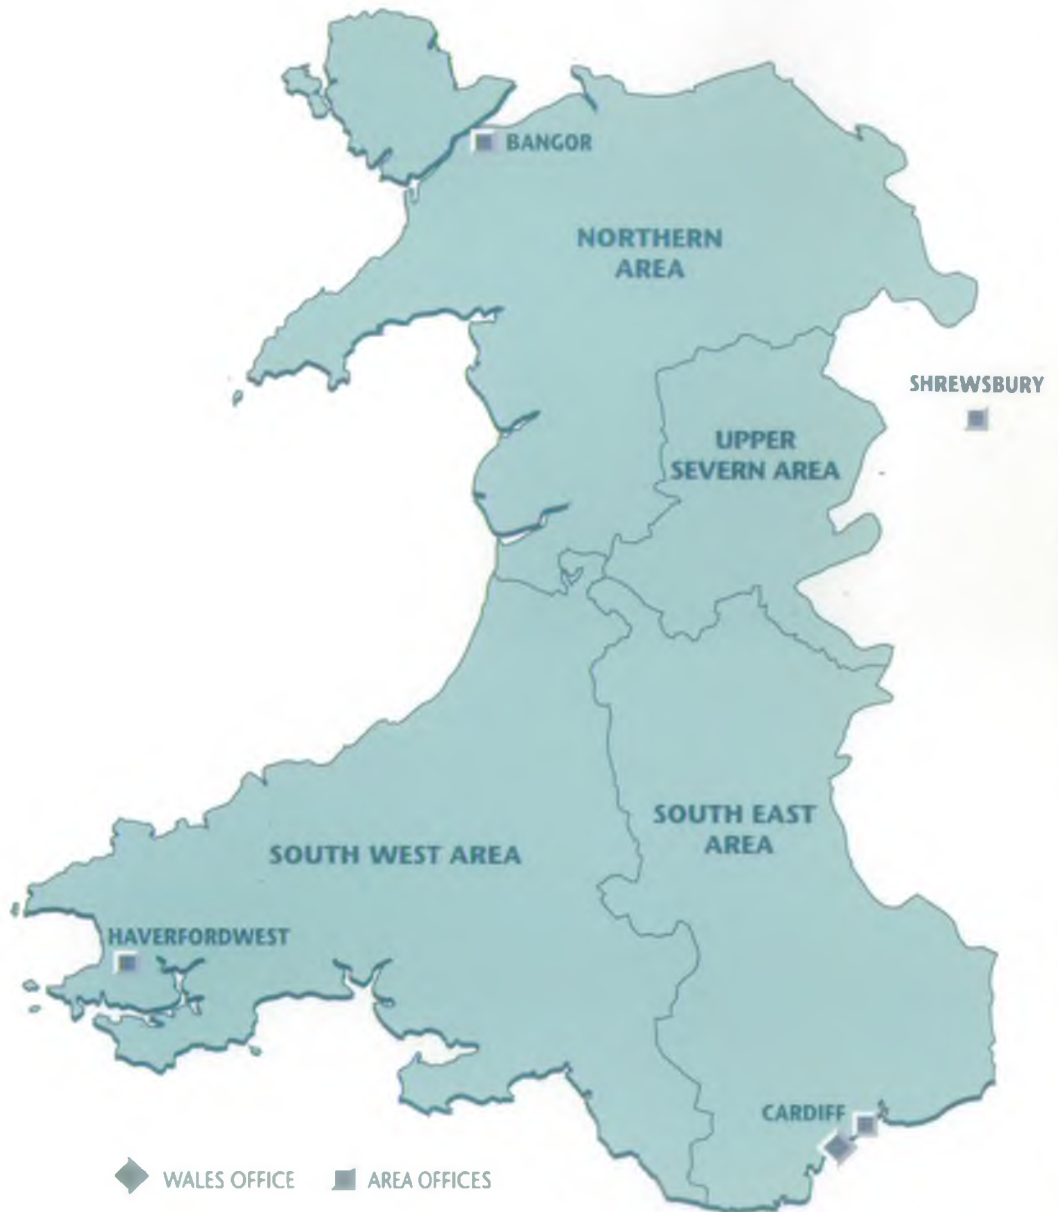 BANGOR
NORTHERN
AREA
SHREWSBURY
UPPER
SEVERN AREA
SOUTH EAST
AREA
SOUTH WEST AREA
HAVERFORDWEST
CARDIFF
WALES OFFICE
AREA OFFICES